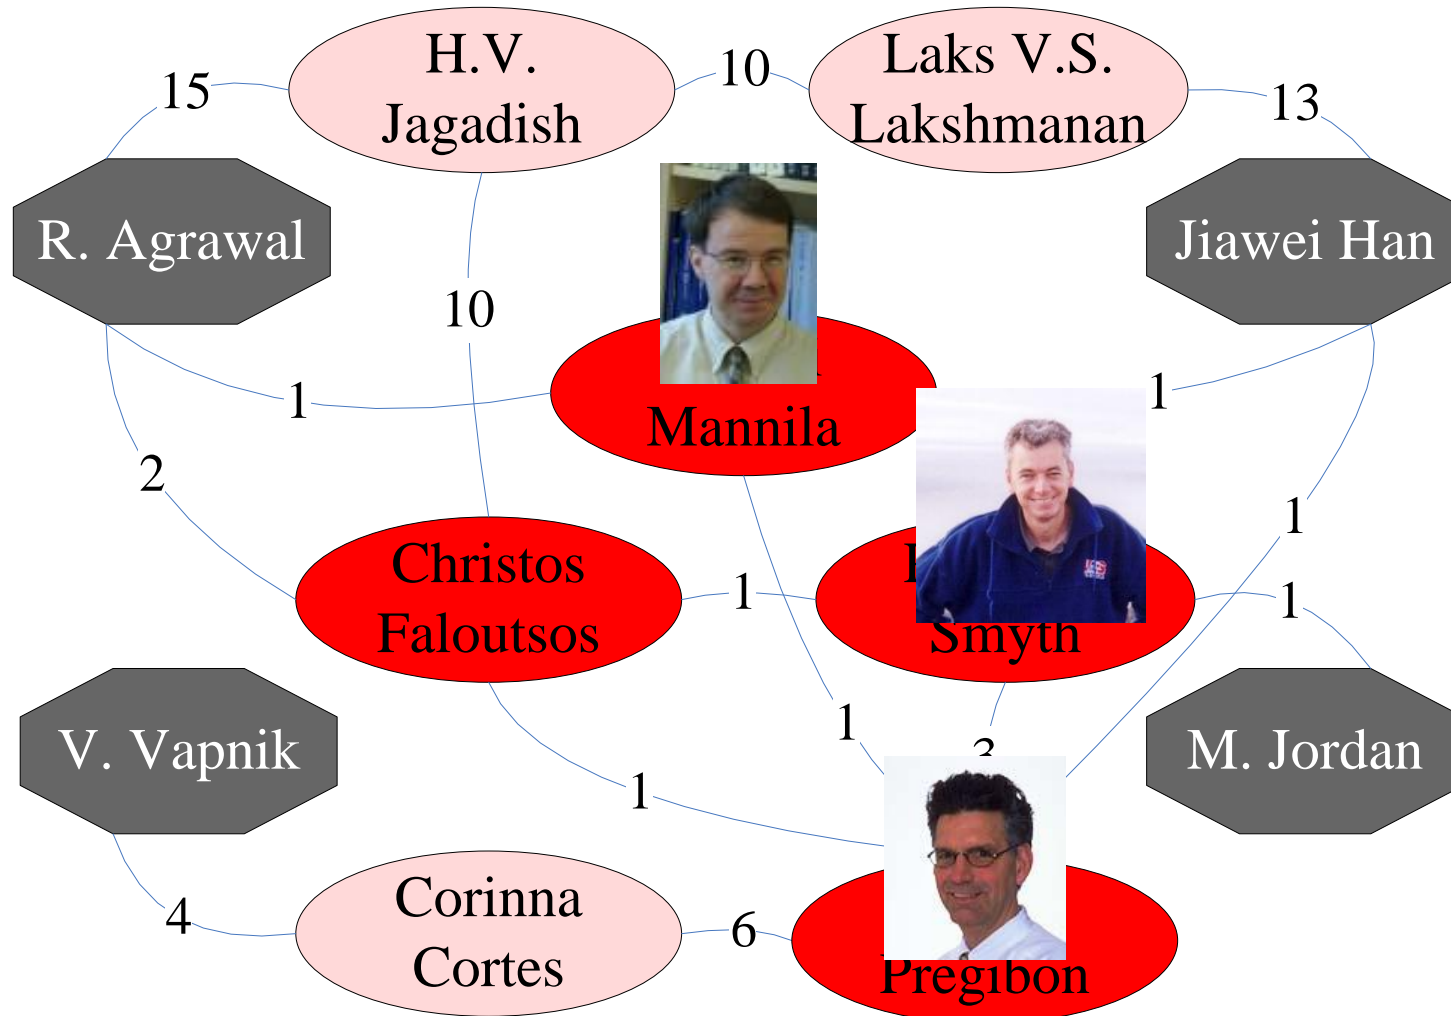 H.V.
Jagadish
10
Laks V.S.
Lakshmanan
15
13
R. Agrawal
Jiawei Han
10
1
Mannila
1
2
Christos
Faloutsos
1
Smyth
1
1
V. Vapnik
1
3
M. Jordan
1
Corinna
Cortes
4
6
Pregibon